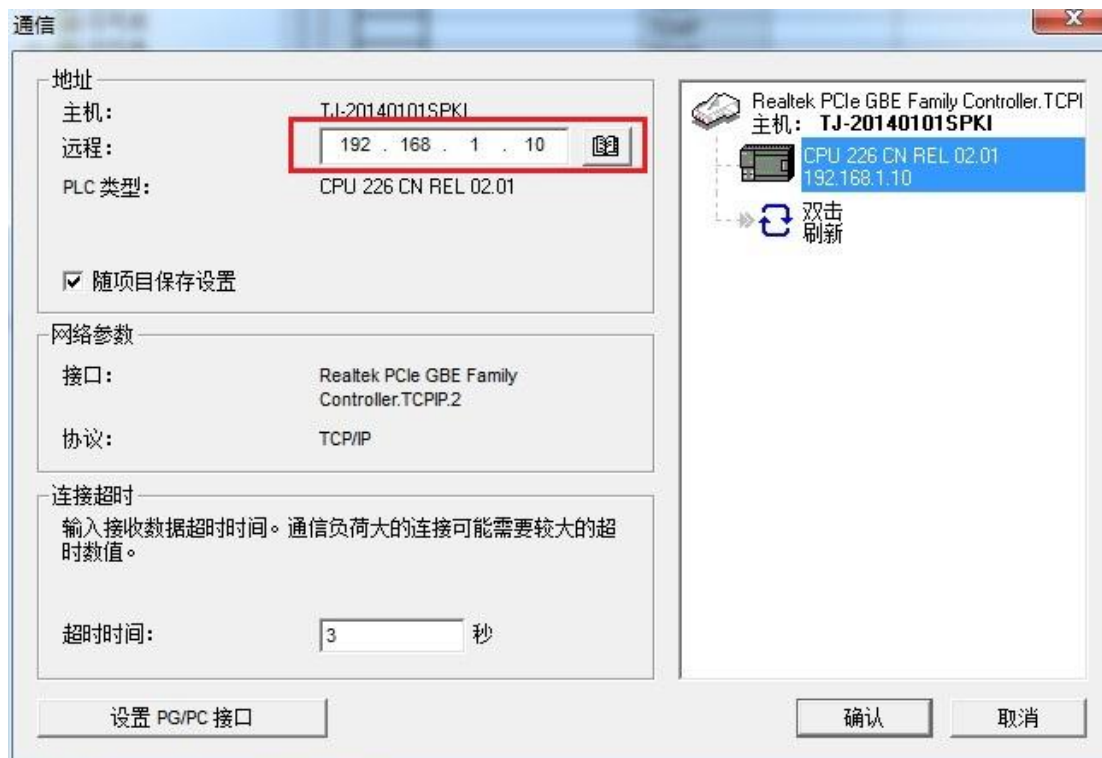 通信
地址
主机: TJ-20140101SPKI
远程: 192 . 168 . 1 . 10
PLC 类型: CPU 226 CN REL 02.01
随项目保存设置
网络参数
接口: Realtek PCIe GBE Family
Controller.TCPIP.2
协议: TCP/IP
连接超时
输入接收数据超时时间。通信负荷大的连接可能需要较大的超
时数值。
超时时间: 3 秒
设置 PG/PC 接口
Realtek PCIe GBE Family Controller.TCPI
主机: TJ-20140101SPKI
CPU 226 CN REL 02.01
192.168.1.10
双击
刷新
确认
取消